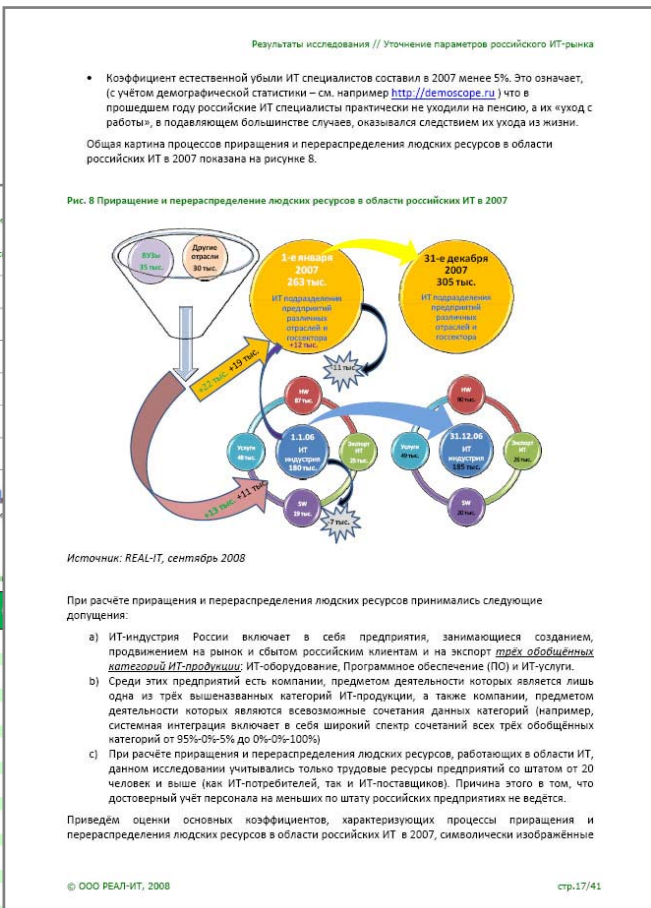 Результаты исследования // Уточнение параметров российского ИТ-рынка
• Коэффициент естественной убыли ИТ специалистов составил в 2007 менее 5%. Это означает,
(с учётом демографической статистики – см. например http://demoscope.ru ) что в
прошедшем году российские ИТ специалисты практически не уходили на пенсию, а их «уход с
работы», в подавляющем большинстве случаев, оказывался следствием их ухода из жизни.
Общая картина процессов приращения и перераспределения людских ресурсов в области
российских ИТ в 2007 показана на рисунке 8.
Рис. 8 Приращение и перераспределение людских ресурсов в области российских ИТ в 2007
ВУЗы
35 тыс.
Другие
отрасли
30 тыс.
1-е января
2007
263 тыс.
ИТ подразделения
предприятий
различных
отраслей и
госсектора
+12 тыс.
31-е декабря
2007
305 тыс.
ИТ подразделения
предприятий
различных
отраслей и
госсектора
+22 тыс. +19 тыс.
-11 тыс.
HW
87 тыс.
Услуги
48 тыс.
1.1.06
ИТ
индустрия
180 тыс.
Экспорт
ИТ
25 тыс.
SW
19 тыс.
+13 тыс. +11 тыс.
-7 тыс.
HW
90 тыс.
Услуги
49 тыс.
31.12.06
ИТ
индустрия
185 тыс.
Экспорт
ИТ
26 тыс.
SW
20 тыс.
Источник: REAL-IT, сентябрь 2008
При расчёте приращения и перераспределения людских ресурсов принимались следующие
допущения:
a) ИТ-индустрия России включает в себя предприятия, занимающиеся созданием,
продвижением на рынок и сбытом российским клиентам и на экспорт трёх обобщённых
категорий ИТ-продукции: ИТ-оборудование, Программное обеспечение (ПО) и ИТ-услуги.
b) Среди этих предприятий есть компании, предметом деятельности которых является лишь
одна из трёх вышеназванных категорий ИТ-продукции, а также компании, предметом
деятельности которых являются всевозможные сочетания данных категорий (например,
системная интеграция включает в себя широкий спектр сочетаний всех трёх обобщённых
категорий от 95%-0%-5% до 0%-0%-100%)
c) При расчёте приращения и перераспределения людских ресурсов, работающих в области ИТ,
данном исследовании учитывались только трудовые ресурсы предприятий со штатом от 20
человек и выше (как ИТ-потребителей, так и ИТ-поставщиков). Причина этого в том, что
достоверный учёт персонала на меньших по штату российских предприятиях не ведётся.
Приведём оценки основных коэффициентов, характеризующих процессы приращения и
перераспределения людских ресурсов в области российских ИТ в 2007, символически изображённые
© ООО РЕАЛ-ИТ, 2008
стр.17/41